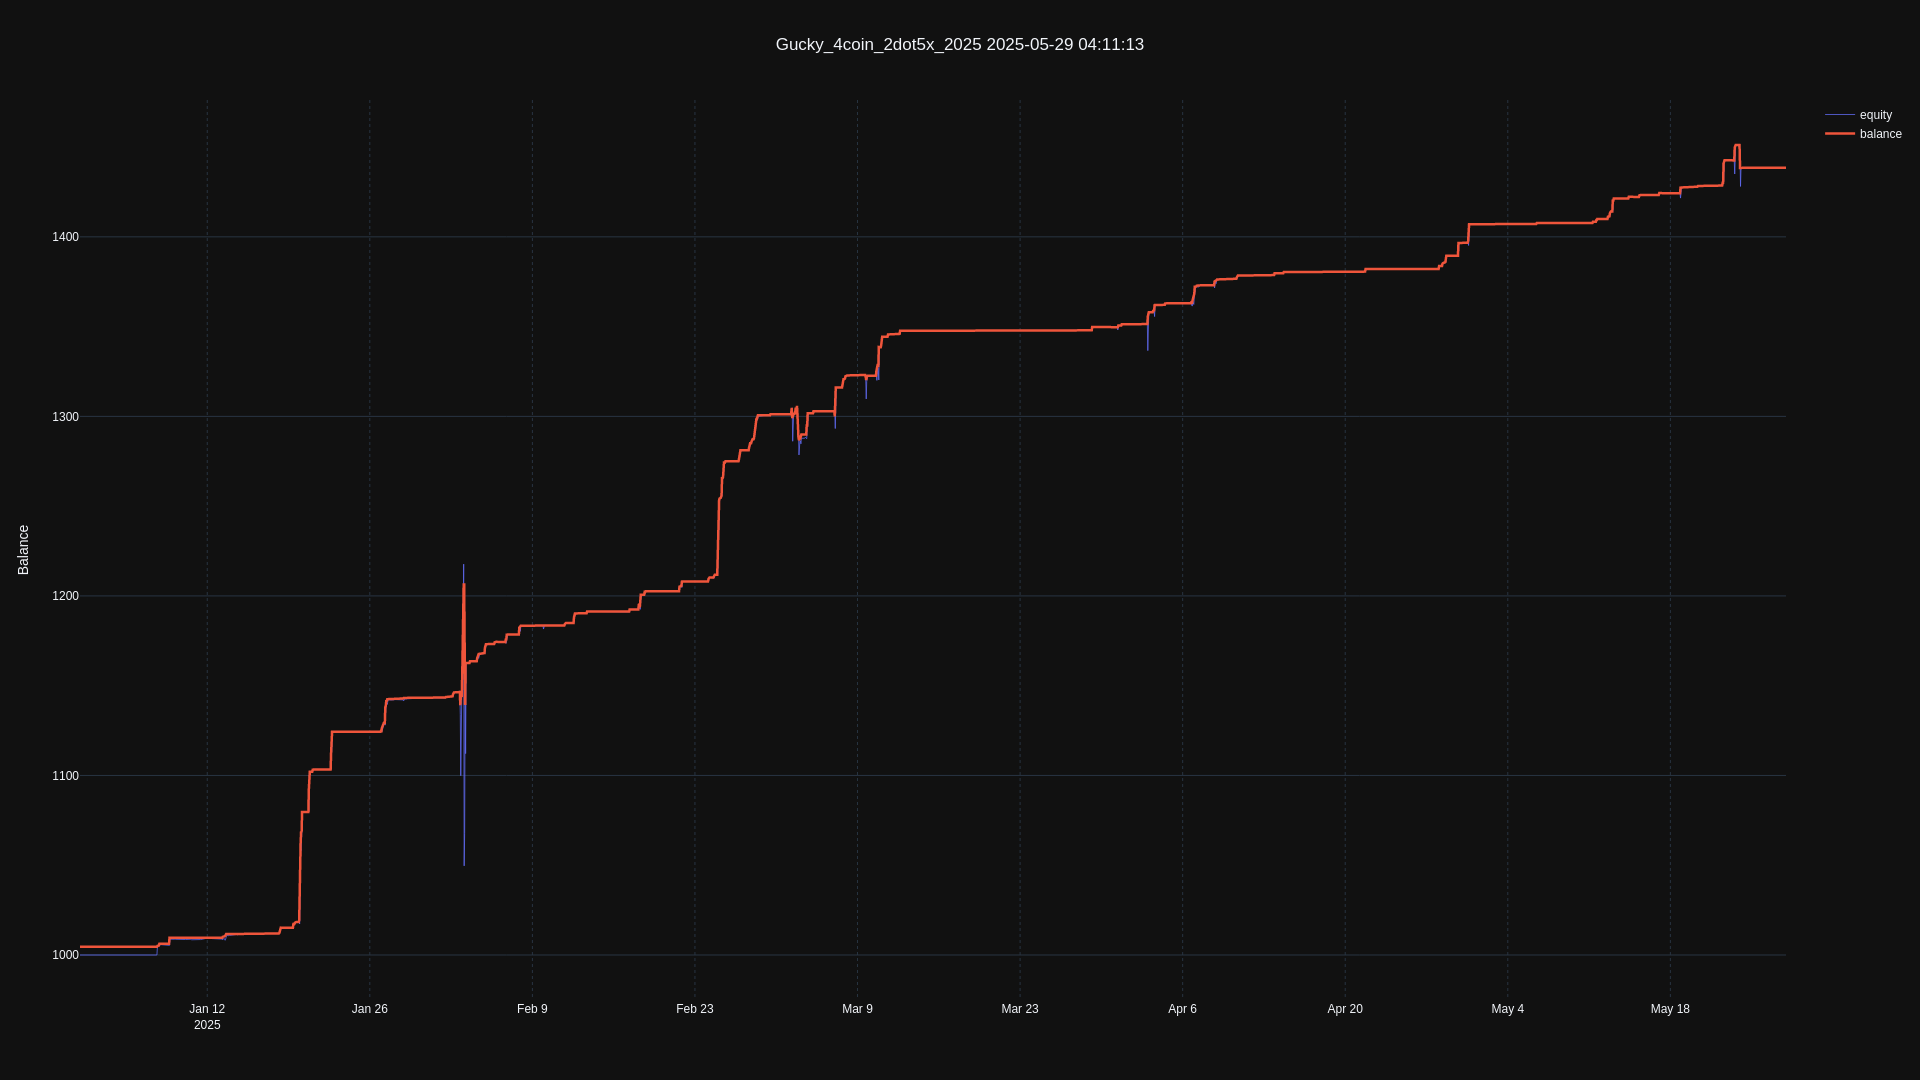 Gucky_4coin_2dot5x_2025 2025-05-29 04:11:13
equity
balance
Balance
1400
1300
1200
1100
1000
Jan 12
2025
Jan 26
Feb 9
Feb 23
Mar 9
Mar 23
Apr 6
Apr 20
May 4
May 18